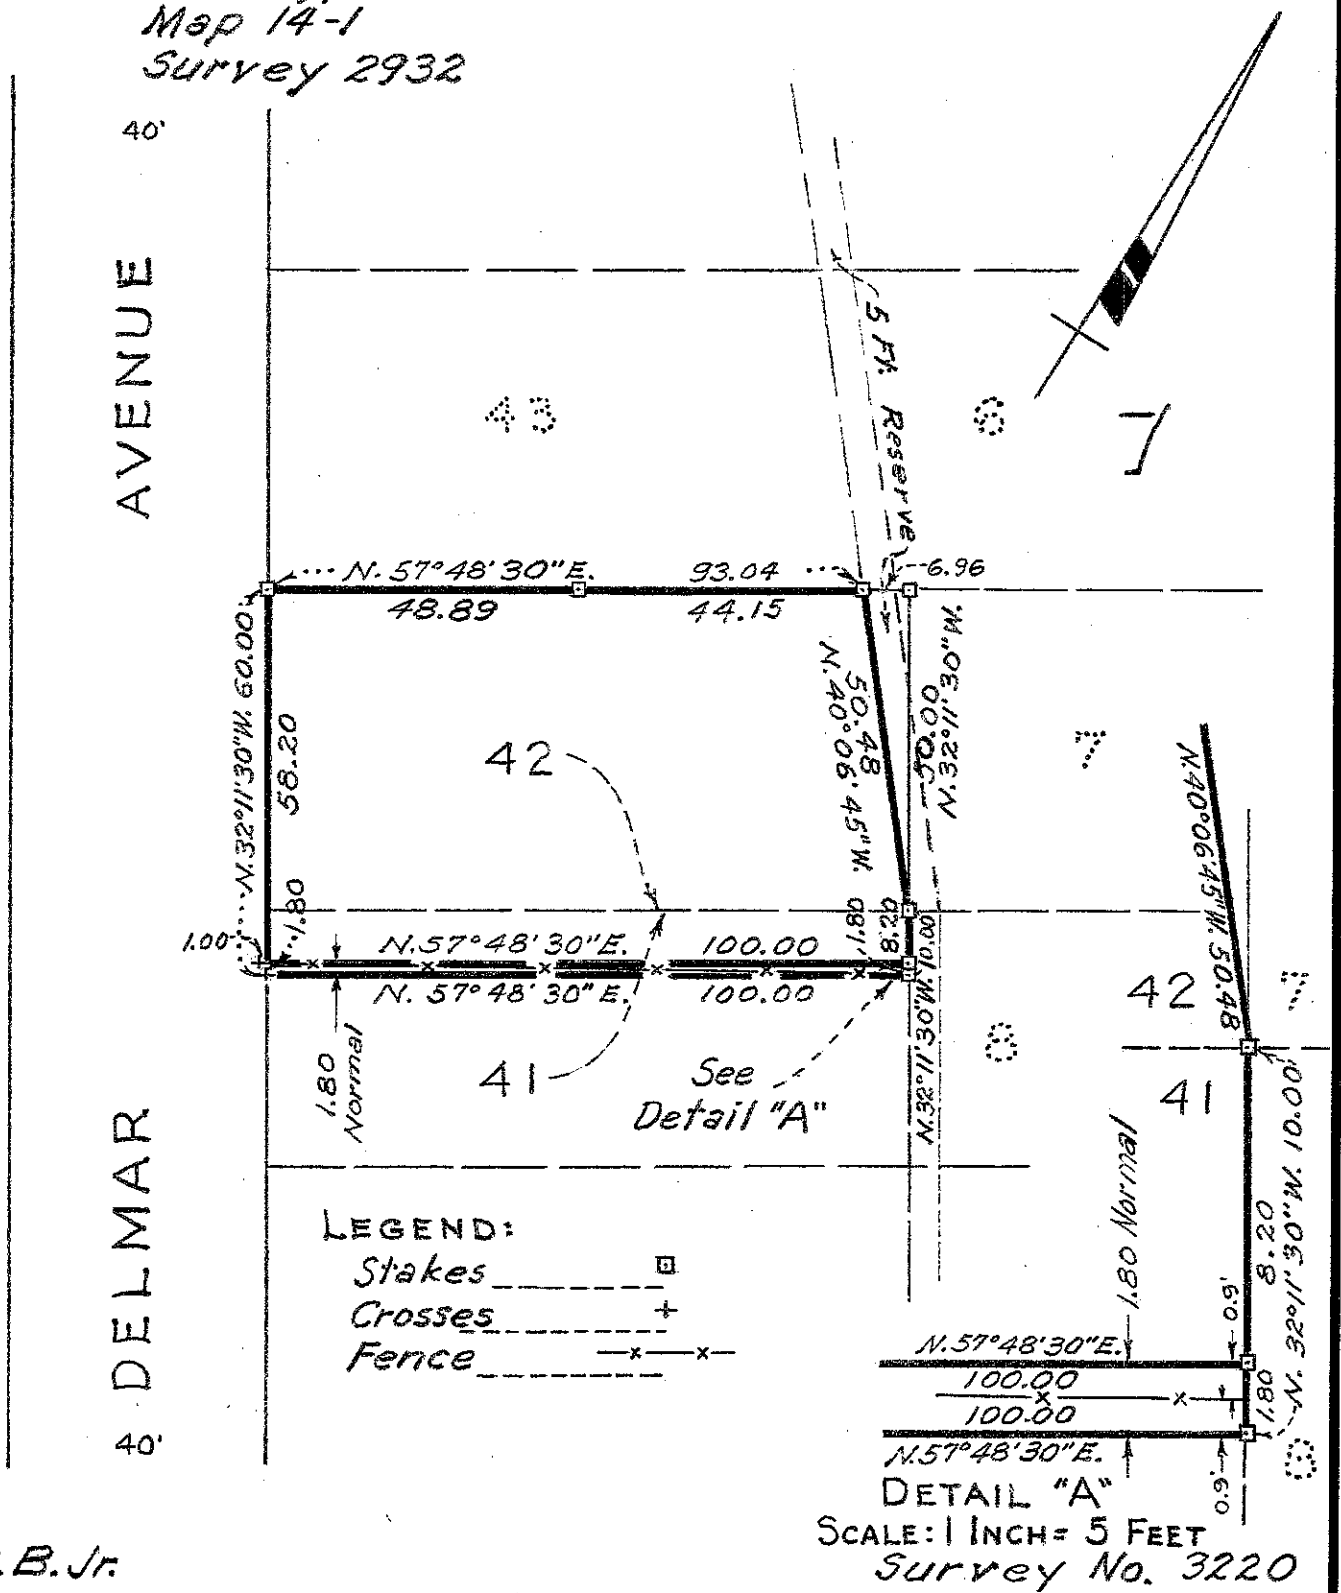 Map 14-1
Survey 2932
40'
AVENUE
43
5 Ft. Reserve
6
7
N. 57°48'30"E.
93.04
6.96
48.89
44.15
N.32°11'30"W. 60.00
58.20
50.48
N. 40°06'45"W.
50.00
N.32°11'30"W.
42
7
N.40°06'45"W. 50.48
1.80
1.00
N.57°48'30"E.
100.00
1.80
8.20
N. 57°48'30"E.
100.00
N.32°11'30"W. 10.00
1.80
Normal
41
See
Detail "A"
8
42
7
41
DELMAR
40'
LEGEND:
Stakes
Crosses
Fence
1.80 Normal
0.9'
8.20
N. 32°11'30"W. 10.00'
N.57°48'30"E.
100.00
100.00
N.57°48'30"E.
1.80
0.9'
8
DETAIL "A"
SCALE: 1 INCH = 5 FEET
.B.Jr.
Survey No. 3220